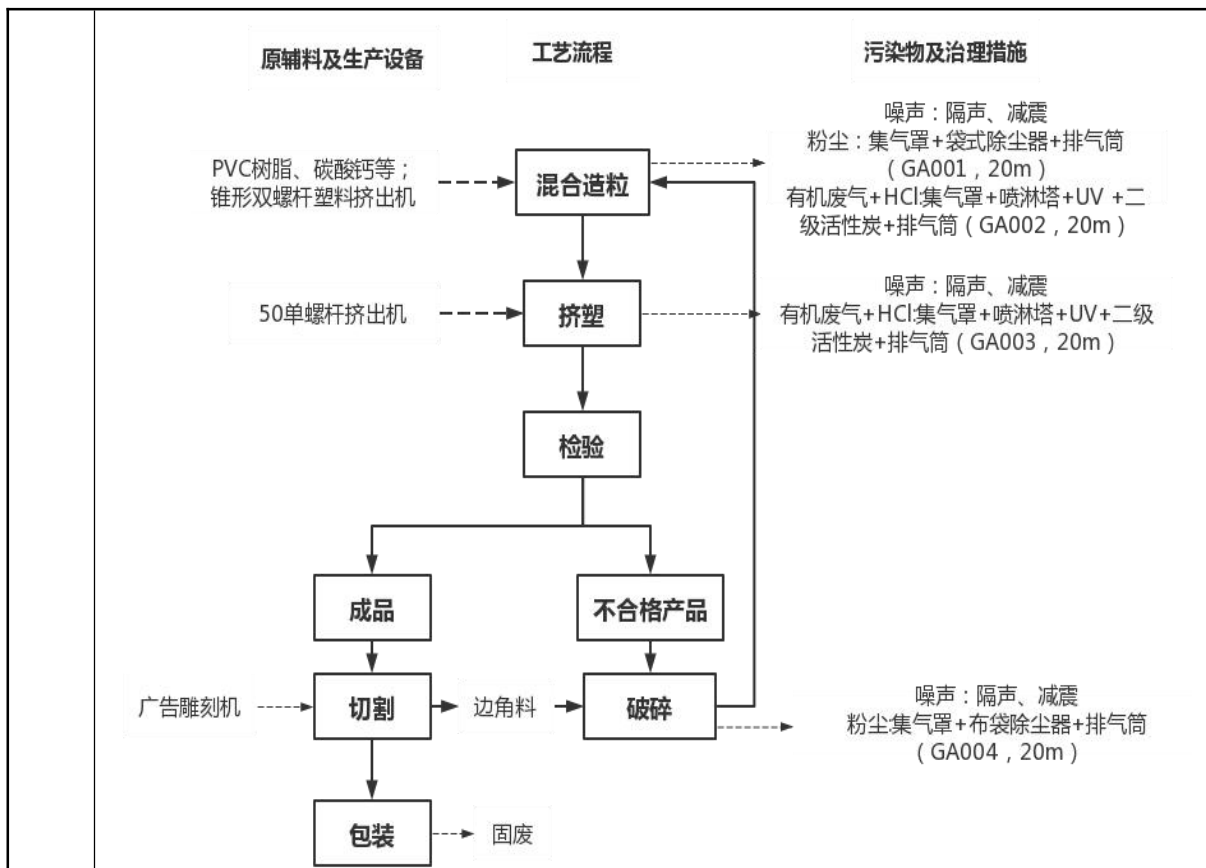 原辅料及生产设备
工艺流程
污染物及治理措施
噪声：隔声、减震
粉尘：集气罩+袋式除尘器+排气筒
（GA001，20m）
有机废气+HCl:集气罩+喷淋塔+UV +二
级活性炭+排气筒（GA002，20m）
PVC树脂、碳酸钙等；
锥形双螺杆塑料挤出机
混合造粒
50单螺杆挤出机
挤塑
噪声：隔声、减震
有机废气+HCl:集气罩+喷淋塔+UV+二级
活性炭+排气筒（GA003，20m）
检验
成品
不合格产品
广告雕刻机
切割
边角料
破碎
噪声：隔声、减震
粉尘:集气罩+布袋除尘器+排气筒
（GA004，20m）
包装
固废